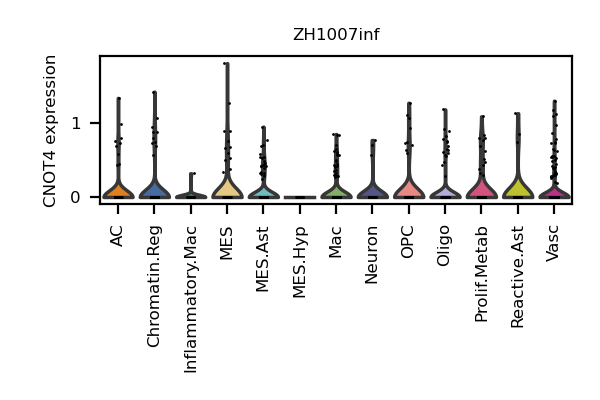 ZH1007inf
CNOT4 expression
1
0
AC
Chromatin.Reg
Inflammatory.Mac
MES
MES.Ast
MES.Hyp
Mac
Neuron
OPC
Oligo
Prolif.Metab
Reactive.Ast
Vasc